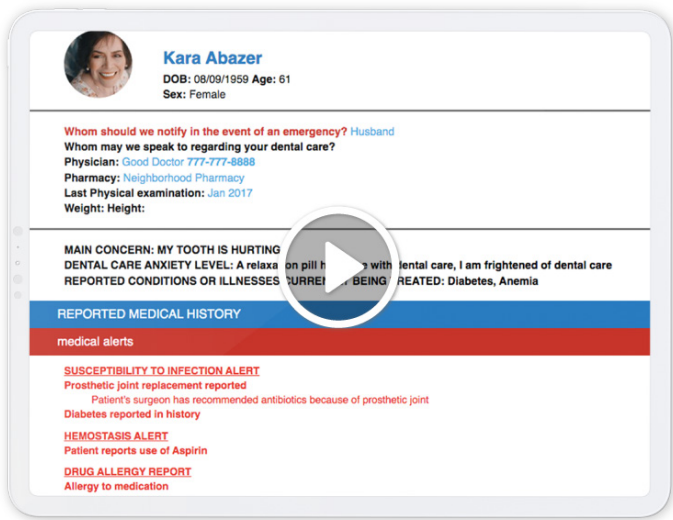 Kara Abazer
DOB: 08/09/1959 Age: 61
Sex: Female
Whom should we notify in the event of an emergency? Husband
Whom may we speak to regarding your dental care?
Physician: Good Doctor 777-777-8888
Pharmacy: Neighborhood Pharmacy
Last Physical examination: Jan 2017
Weight: Height:
MAIN CONCERN: MY TOOTH IS HURTING
DENTAL CARE ANXIETY LEVEL: A relaxa on pill h e with dental care, I am frightened of dental care
REPORTED CONDITIONS OR ILLNESSES CURREN BEING REATED: Diabetes, Anemia
REPORTED MEDICAL HISTORY
medical alerts
SUSCEPTIBILITY TO INFECTION ALERT
Prosthetic joint replacement reported
Patient's surgeon has recommended antibiotics because of prosthetic joint
Diabetes reported in history
HEMOSTASIS ALERT
Patient reports use of Aspirin
DRUG ALLERGY REPORT
Allergy to medication